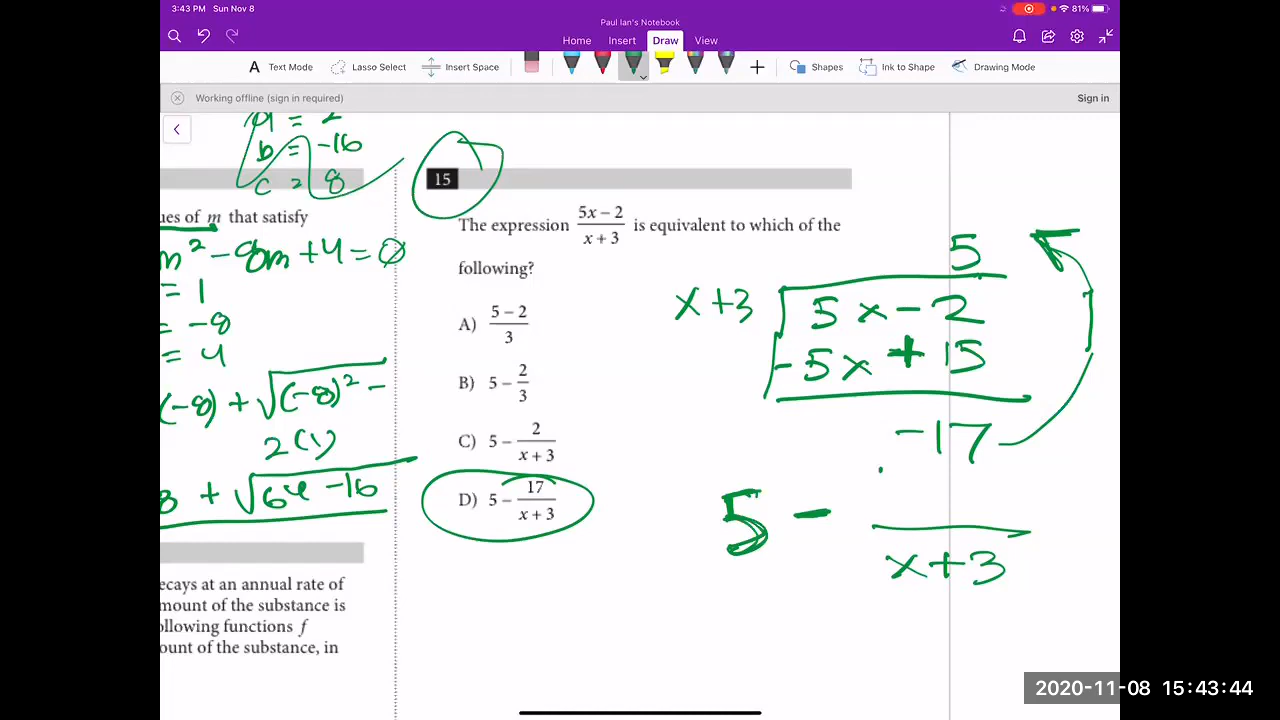 3:43 PM Sun Nov 8
81%
Paul Ian's Notebook
Home Insert Draw View
Text Mode Lasso Select Insert Space Shapes Ink to Shape Drawing Mode
Working offline (sign in required) Sign in
= 2
b = -16
c = 8
ues of m that satisfy
m² - 8m + 4 = 0
= 1
= -8
= 4
(-8) + √(-8)² -
2(1)
8 + √64 - 16
ecays at an annual rate of
mount of the substance is
ollowing functions f
ount of the substance, in
15
The expression (5x − 2)/(x + 3) is equivalent to which of the
following?
A) (5 − 2)/3
B) 5 − 2/3
C) 5 − 2/(x + 3)
D) 5 − 17/(x + 3)
5
x + 3 5x - 2
- 5x + 15
-17
5 -
x + 3
2020-11-08 15:43:44